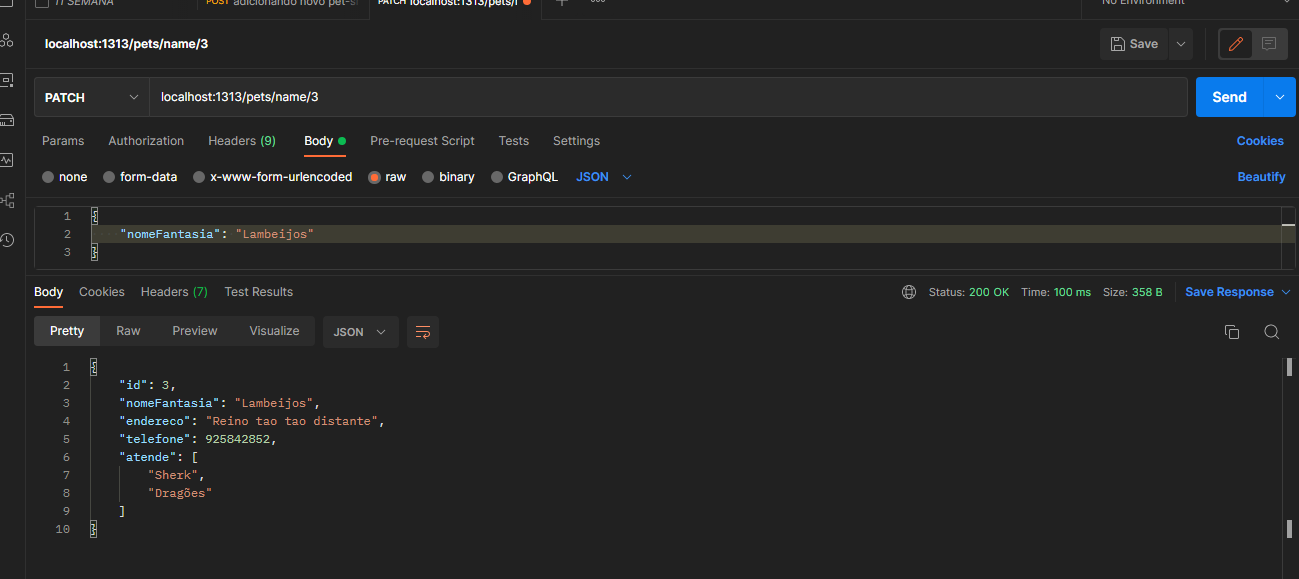 11 SEMANA POST adicionando novo pet-s PATCH localhost:1313/pets/ No Environment
localhost:1313/pets/name/3 Save
PATCH localhost:1313/pets/name/3 Send
Params Authorization Headers (9) Body Pre-request Script Tests Settings Cookies
none form-data x-www-form-urlencoded raw binary GraphQL JSON Beautify
1 {
2 "nomeFantasia": "Lambeijos"
3 }
Body Cookies Headers (7) Test Results Status: 200 OK Time: 100 ms Size: 358 B Save Response
Pretty Raw Preview Visualize JSON
1 {
2 "id": 3,
3 "nomeFantasia": "Lambeijos",
4 "endereco": "Reino tao tao distante",
5 "telefone": 925842852,
6 "atende": [
7 "Sherk",
8 "Dragões"
9 ]
10 }